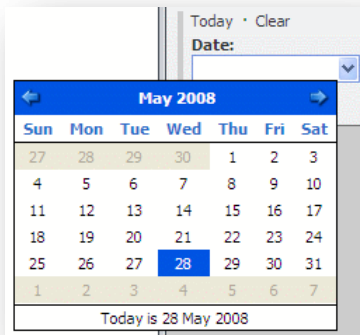 Today · Clear
Date:
May 2008
Sun Mon Tue Wed Thu Fri Sat
27 28 29 30 1 2 3
4 5 6 7 8 9 10
11 12 13 14 15 16 17
18 19 20 21 22 23 24
25 26 27 28 29 30 31
1 2 3 4 5 6 7
Today is 28 May 2008